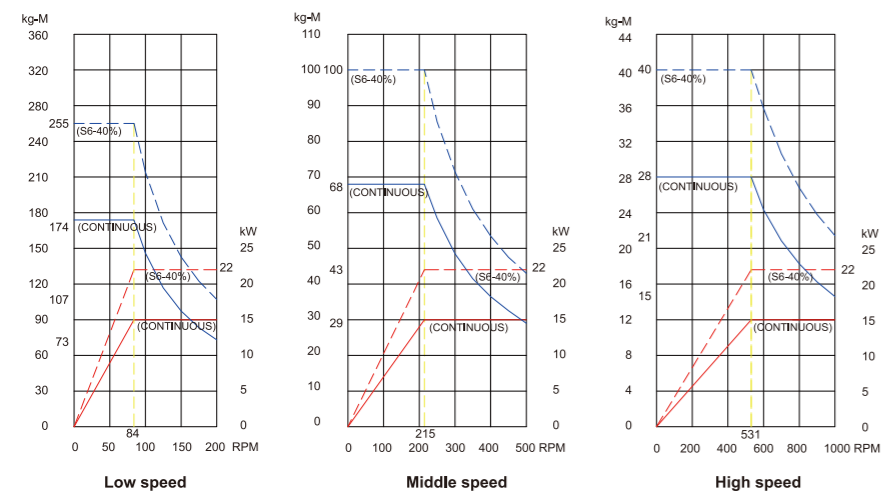 kg-M
360
320
280
255
240
210
180
174
150
120
107
90
73
60
30
0
(S6-40%)
(CONTINUOUS)
(S6-40%)
(CONTINUOUS)
kW
25
22
20
15
10
5
0
84
0 50 100 150 200 RPM
Low speed
kg-M
110
100
90
80
70
68
60
50
43
40
30
29
20
10
0
(S6-40%)
(CONTINUOUS)
(S6-40%)
(CONTINUOUS)
kW
25
22
20
15
10
5
0
215
0 100 200 300 400 500 RPM
Middle speed
kg-M
44
40
40
36
32
28
28
24
21
20
16
15
12
8
4
0
(S6-40%)
(CONTINUOUS)
(S6-40%)
(CONTINUOUS)
kW
25
22
20
15
10
5
0
531
0 200 400 600 800 1000 RPM
High speed